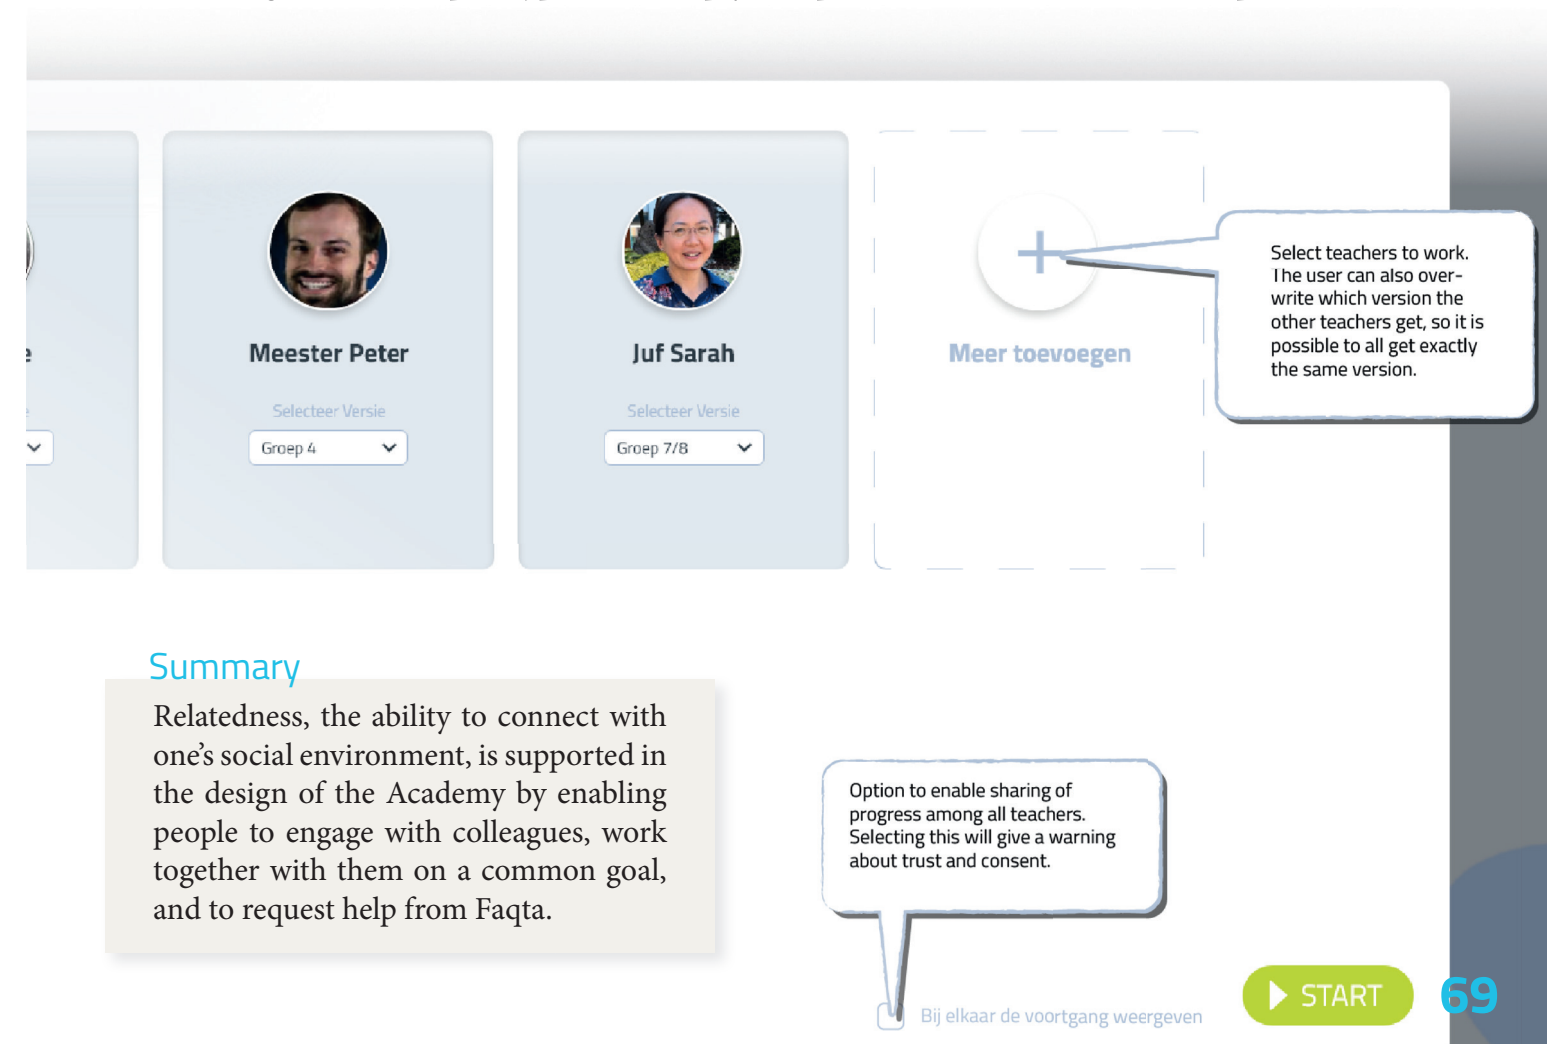 Meester Peter
Juf Sarah
Meer toevoegen
Selecteer Versie
Selecteer Versie
Groep 4
Groep 7/8
Select teachers to work.
The user can also over-
write which version the
other teachers get, so it is
possible to all get exactly
the same version.
Summary
Relatedness, the ability to connect with
one's social environment, is supported in
the design of the Academy by enabling
people to engage with colleagues, work
together with them on a common goal,
and to request help from Faqta.
Option to enable sharing of
progress among all teachers.
Selecting this will give a warning
about trust and consent.
Bij elkaar de voortgang weergeven
START
69